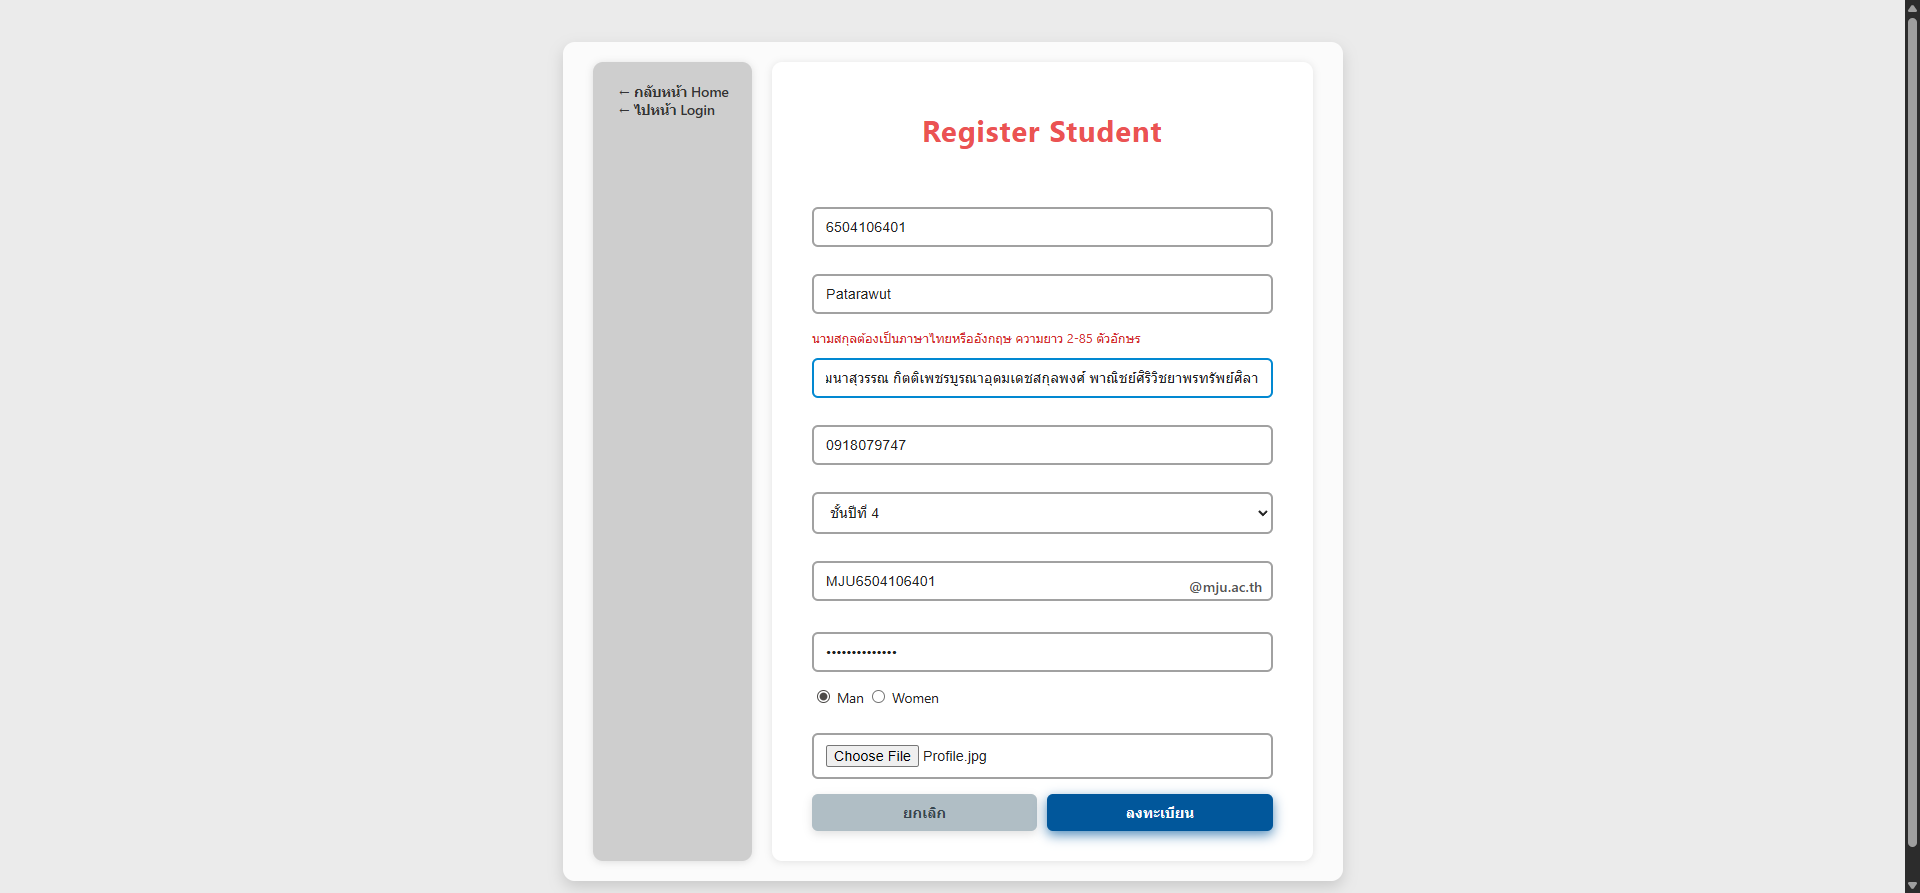 ← กลับหน้า Home
← ไปหน้า Login
Register Student
6504106401
Patarawut
นามสกุลต้องเป็นภาษาไทยหรืออังกฤษ ความยาว 2-85 ตัวอักษร
มนาสุวรรณ กิตติเพชรบูรณาอุดมเดชสกุลพงศ์ พาณิชย์ศิริวิชยาพรทรัพย์ศิลา
0918079747
ชั้นปีที่ 4
MJU6504106401 @mju.ac.th
••••••••••••••
Man Women
Choose File Profile.jpg
ยกเลิก ลงทะเบียน